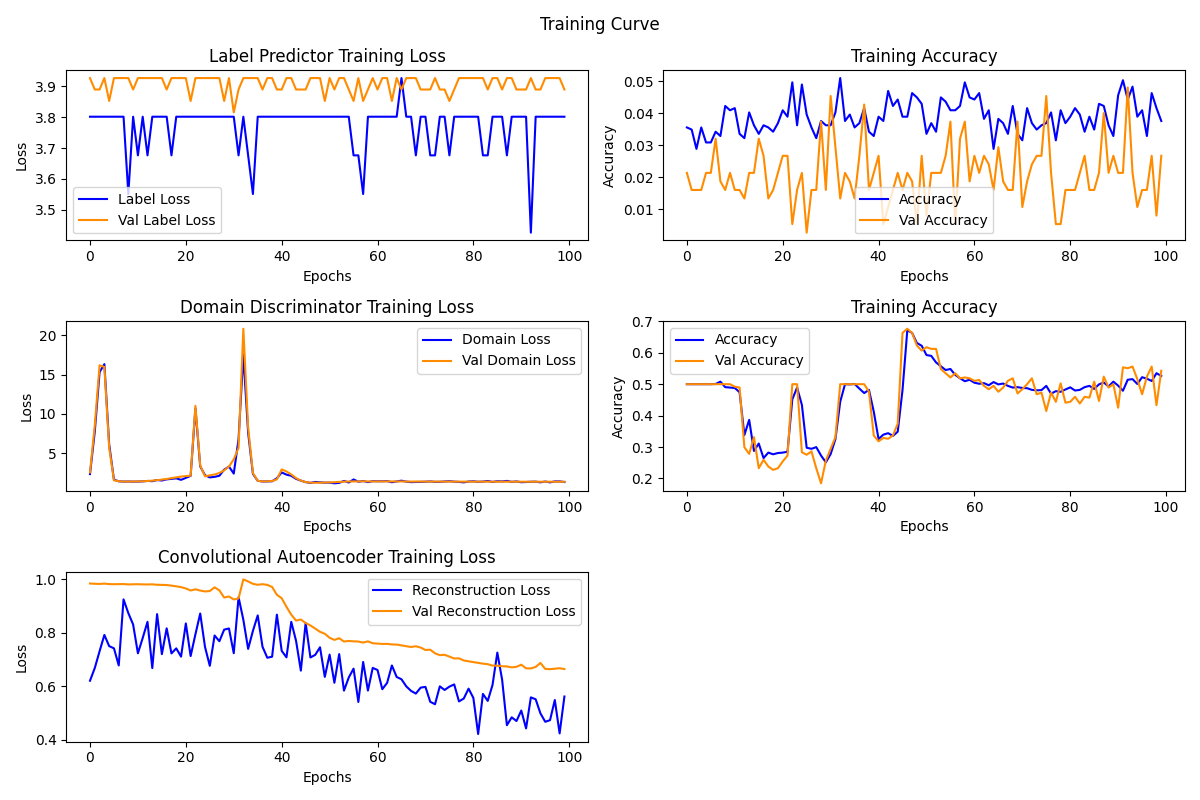 Training Curve
Label Predictor Training Loss
3.9
3.8
3.7
3.6
3.5
Loss
Label Loss
Val Label Loss
0 20 40 60 80 100
Epochs
Training Accuracy
0.05
0.04
0.03
0.02
0.01
Accuracy
Accuracy
Val Accuracy
0 20 40 60 80 100
Epochs
Domain Discriminator Training Loss
20
15
10
5
Loss
Domain Loss
Val Domain Loss
0 20 40 60 80 100
Epochs
Training Accuracy
0.7
0.6
0.5
0.4
0.3
0.2
Accuracy
Accuracy
Val Accuracy
0 20 40 60 80 100
Epochs
Convolutional Autoencoder Training Loss
1.0
0.8
0.6
0.4
Loss
Reconstruction Loss
Val Reconstruction Loss
0 20 40 60 80 100
Epochs